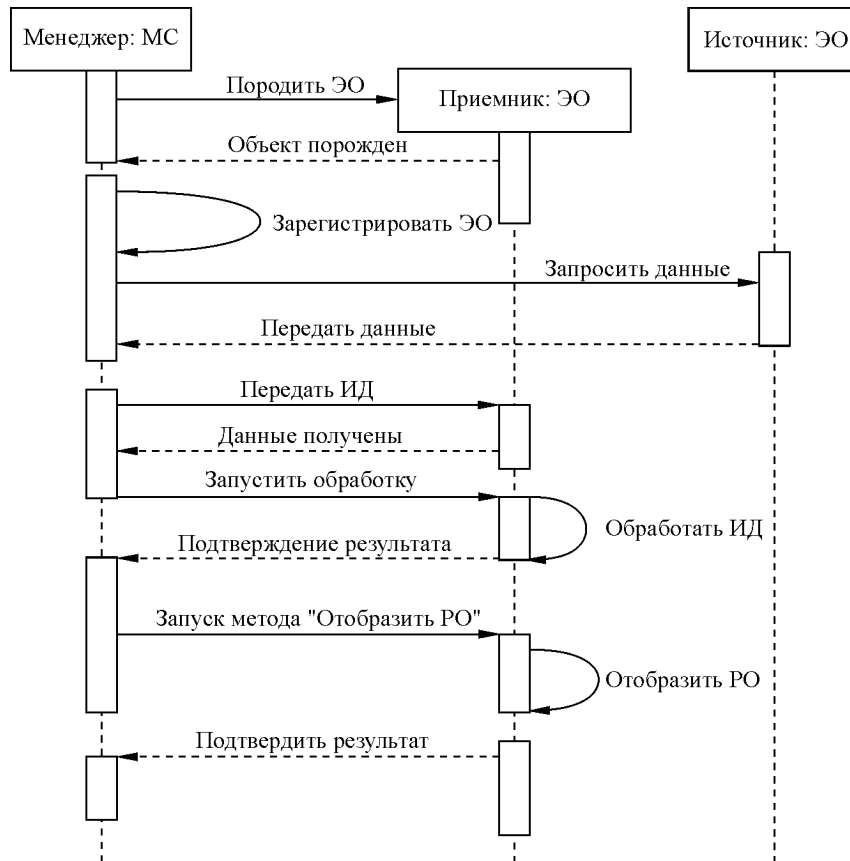 Менеджер: МС
Источник: ЭО
Породить ЭО
Приемник: ЭО
Объект порожден
Зарегистрировать ЭО
Запросить данные
Передать данные
Передать ИД
Данные получены
Запустить обработку
Обработать ИД
Подтверждение результата
Запуск метода "Отобразить РО"
Отобразить РО
Подтвердить результат